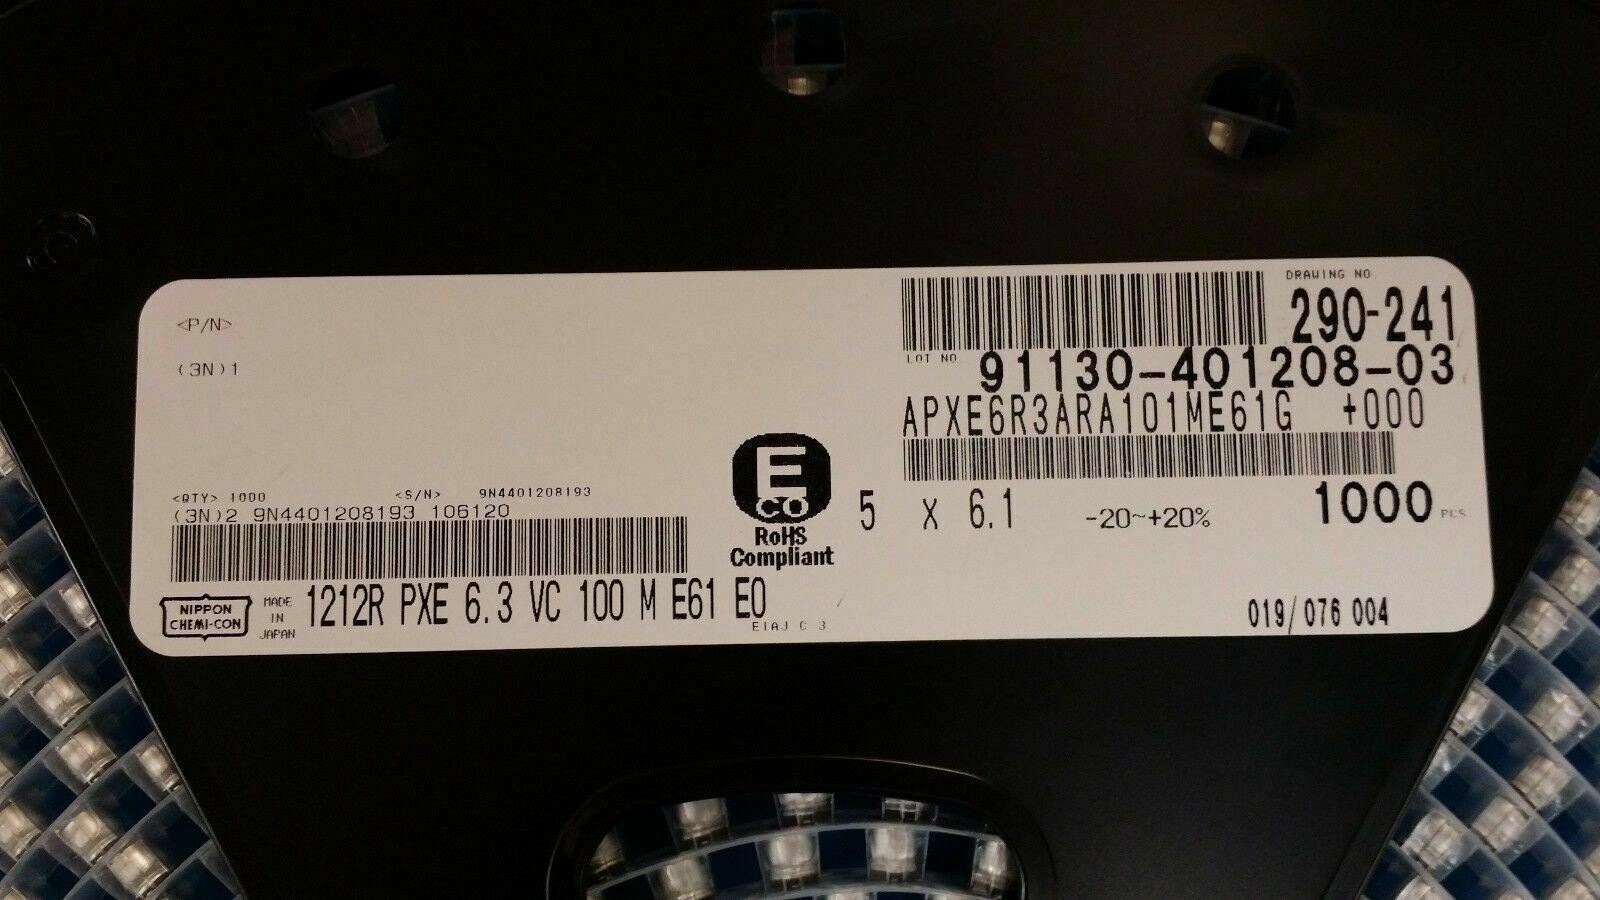 <P/N>
(3N)1
<QTY> 1000 <S/N> 9N4401208193
(3N)2 9N4401208193 106120
NIPPON
CHEMI-CON
MADE
IN
JAPAN
1212R PXE 6.3 VC 100 M E61 E0
EIAJ C 3
E
CO
RoHS
Compliant
DRAWING NO
290-241
LOT NO. 91130-401208-03
APXE6R3ARA101ME61G +000
5 x 6.1 -20~+20% 1000 PCS
019/076 004